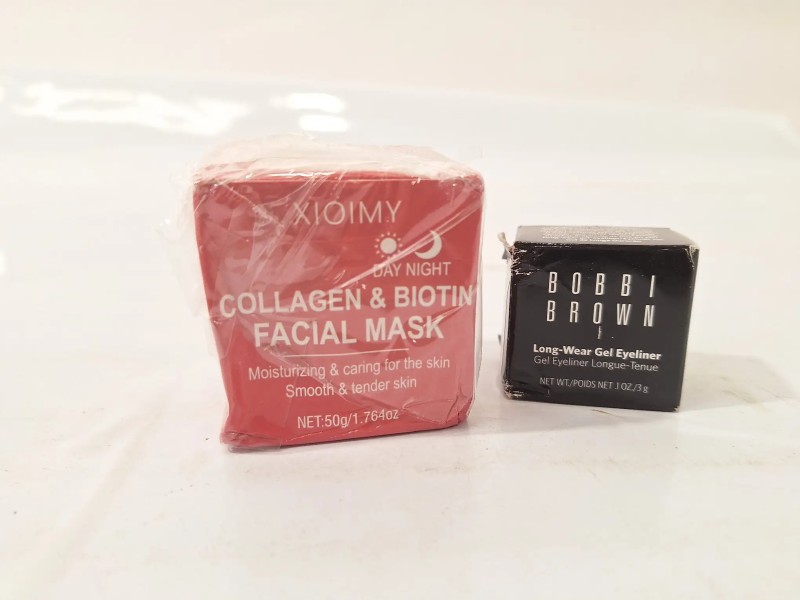 XIOIMY
DAY NIGHT
COLLAGEN & BIOTIN
FACIAL MASK
Moisturizing & caring for the skin
Smooth & tender skin
NET:50g/1.764oz
BOBBI
BROWN
Long-Wear Gel Eyeliner
Gel Eyeliner Longue-Tenue
NET WT./POIDS NET .1 OZ./3 g